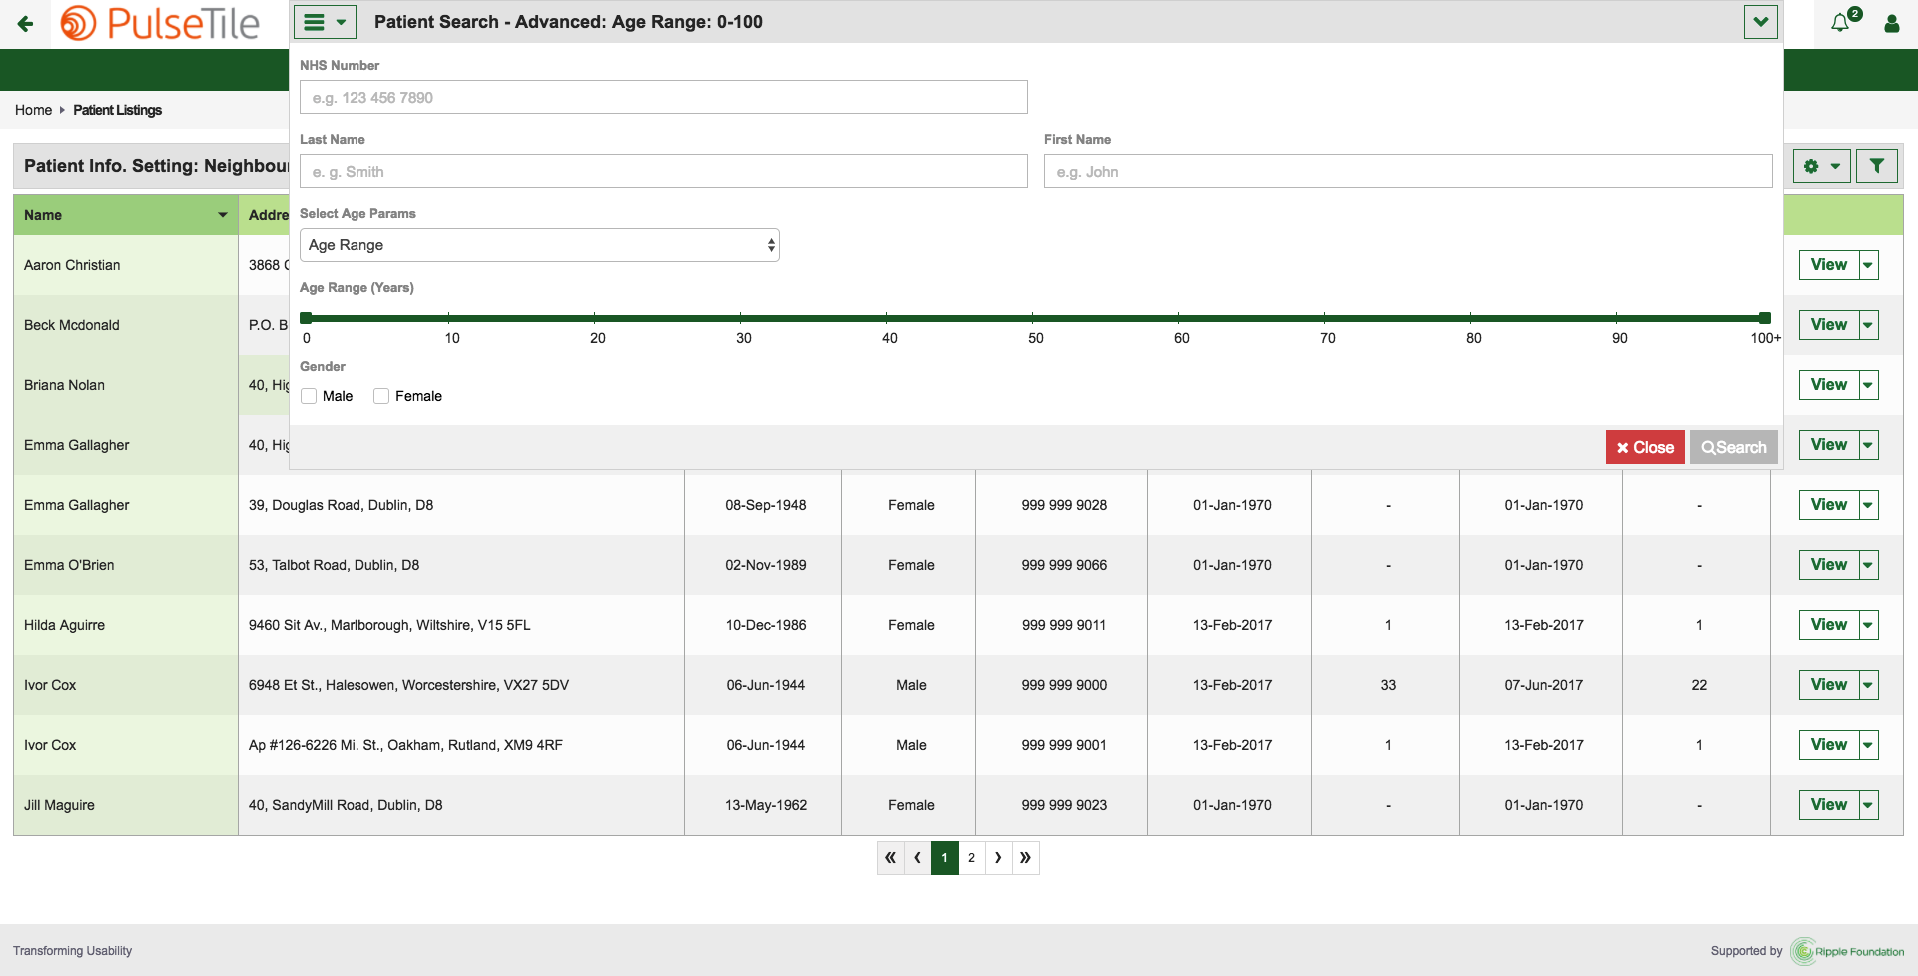 PulseTile
Patient Search - Advanced: Age Range: 0-100
2
NHS Number
e.g. 123 456 7890
Home Patient Listings
Last Name First Name
e. g. Smith e.g. John
Patient Info. Setting: Neighbour
Select Age Params
Age Range
Name Addre
Aaron Christian 3868 View
Age Range (Years)
Beck Mcdonald P.O. B View
0 10 20 30 40 50 60 70 80 90 100+
Gender
Briana Nolan 40, Hig View
Male Female
Emma Gallagher 40, Hig View
Close Search
Emma Gallagher 39, Douglas Road, Dublin, D8 08-Sep-1948 Female 999 999 9028 01-Jan-1970 - 01-Jan-1970 - View
Emma O'Brien 53, Talbot Road, Dublin, D8 02-Nov-1989 Female 999 999 9066 01-Jan-1970 - 01-Jan-1970 - View
Hilda Aguirre 9460 Sit Av., Marlborough, Wiltshire, V15 5FL 10-Dec-1986 Female 999 999 9011 13-Feb-2017 1 13-Feb-2017 1 View
Ivor Cox 6948 Et St., Halesowen, Worcestershire, VX27 5DV 06-Jun-1944 Male 999 999 9000 13-Feb-2017 33 07-Jun-2017 22 View
Ivor Cox Ap #126-6226 Mi. St., Oakham, Rutland, XM9 4RF 06-Jun-1944 Male 999 999 9001 13-Feb-2017 1 13-Feb-2017 1 View
Jill Maguire 40, SandyMill Road, Dublin, D8 13-May-1962 Female 999 999 9023 01-Jan-1970 - 01-Jan-1970 - View
« ‹ 1 2 › »
Transforming Usability Supported by Ripple Foundation